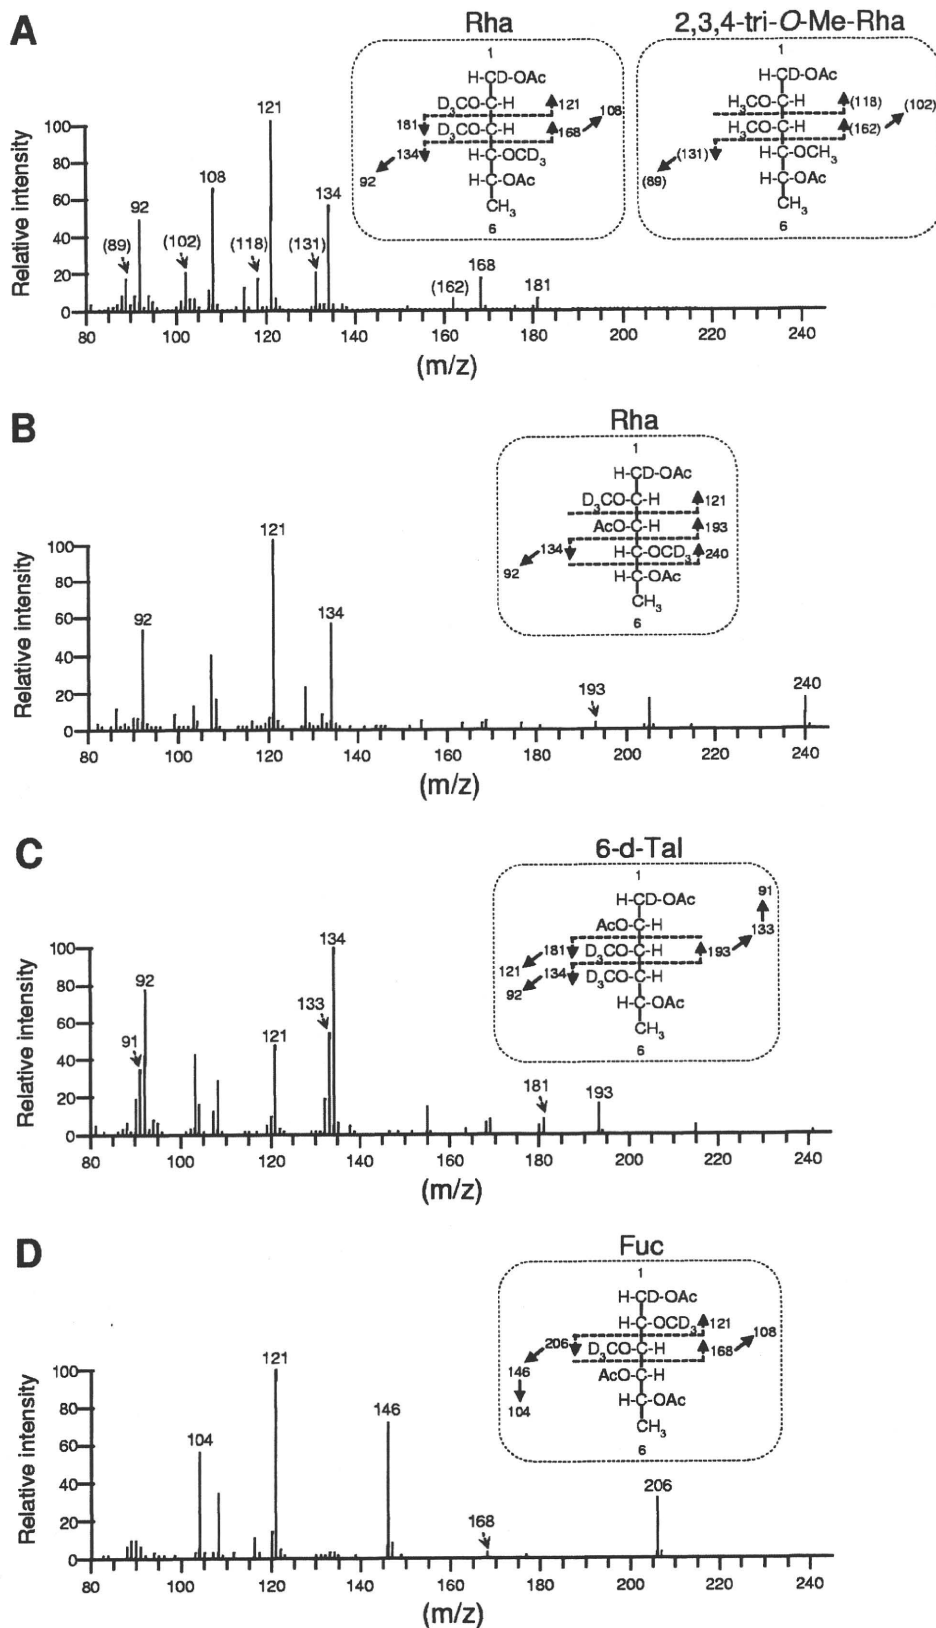 A
Rha
2,3,4-tri-O-Me-Rha
1
H-CD-OAc
D3CO-C-H
121
D3CO-C-H
181
168
108
H-C-OCD3
134
92
H-C-OAc
CH3
6
1
H-CD-OAc
H3CO-C-H
(118)
(102)
H3CO-C-H
(162)
H-C-OCH3
(131)
(89)
H-C-OAc
CH3
6
Relative intensity
100
80
60
40
20
0
(89)
92
(102)
108
(118)
121
(131)
134
(162)
168
181
80 100 120 140 160 180 200 220 240
(m/z)
B
Rha
1
H-CD-OAc
D3CO-C-H
121
AcO-C-H
193
134
H-C-OCD3
240
92
H-C-OAc
CH3
6
Relative intensity
100
80
60
40
20
0
92
121
134
193
240
80 100 120 140 160 180 200 220 240
(m/z)
C
6-d-Tal
1
H-CD-OAc
91
AcO-C-H
133
181
D3CO-C-H
193
121
134
D3CO-C-H
92
H-C-OAc
CH3
6
Relative intensity
100
80
60
40
20
0
91
92
121
133
134
181
193
80 100 120 140 160 180 200 220 240
(m/z)
D
Fuc
1
H-CD-OAc
H-C-OCD3
121
108
206
D3CO-C-H
168
146
AcO-C-H
104
H-C-OAc
CH3
6
Relative intensity
100
80
60
40
20
0
104
121
146
168
206
80 100 120 140 160 180 200 220 240
(m/z)